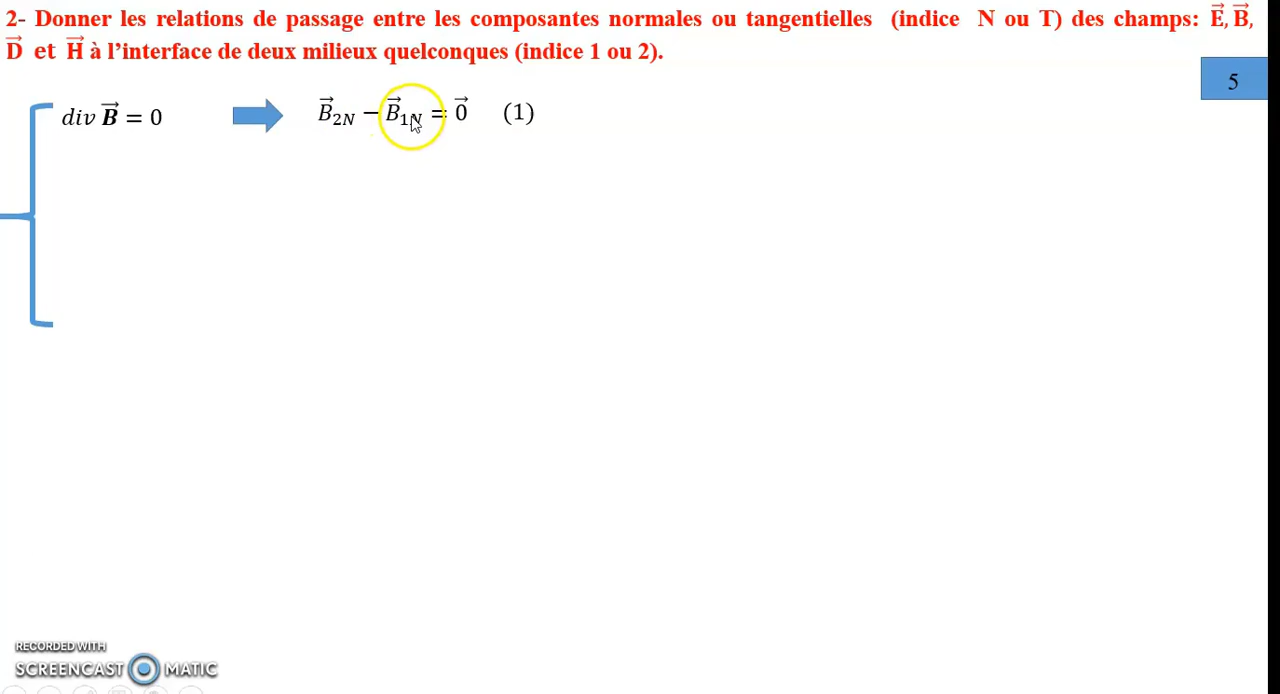 2- Donner les relations de passage entre les composantes normales ou tangentielles (indice N ou T) des champs: E⃗, B⃗,
D⃗ et H⃗ à l’interface de deux milieux quelconques (indice 1 ou 2).
5
div B⃗ = 0
B⃗₂N − B⃗₁N = 0⃗ (1)
RECORDED WITH
SCREENCAST MATIC